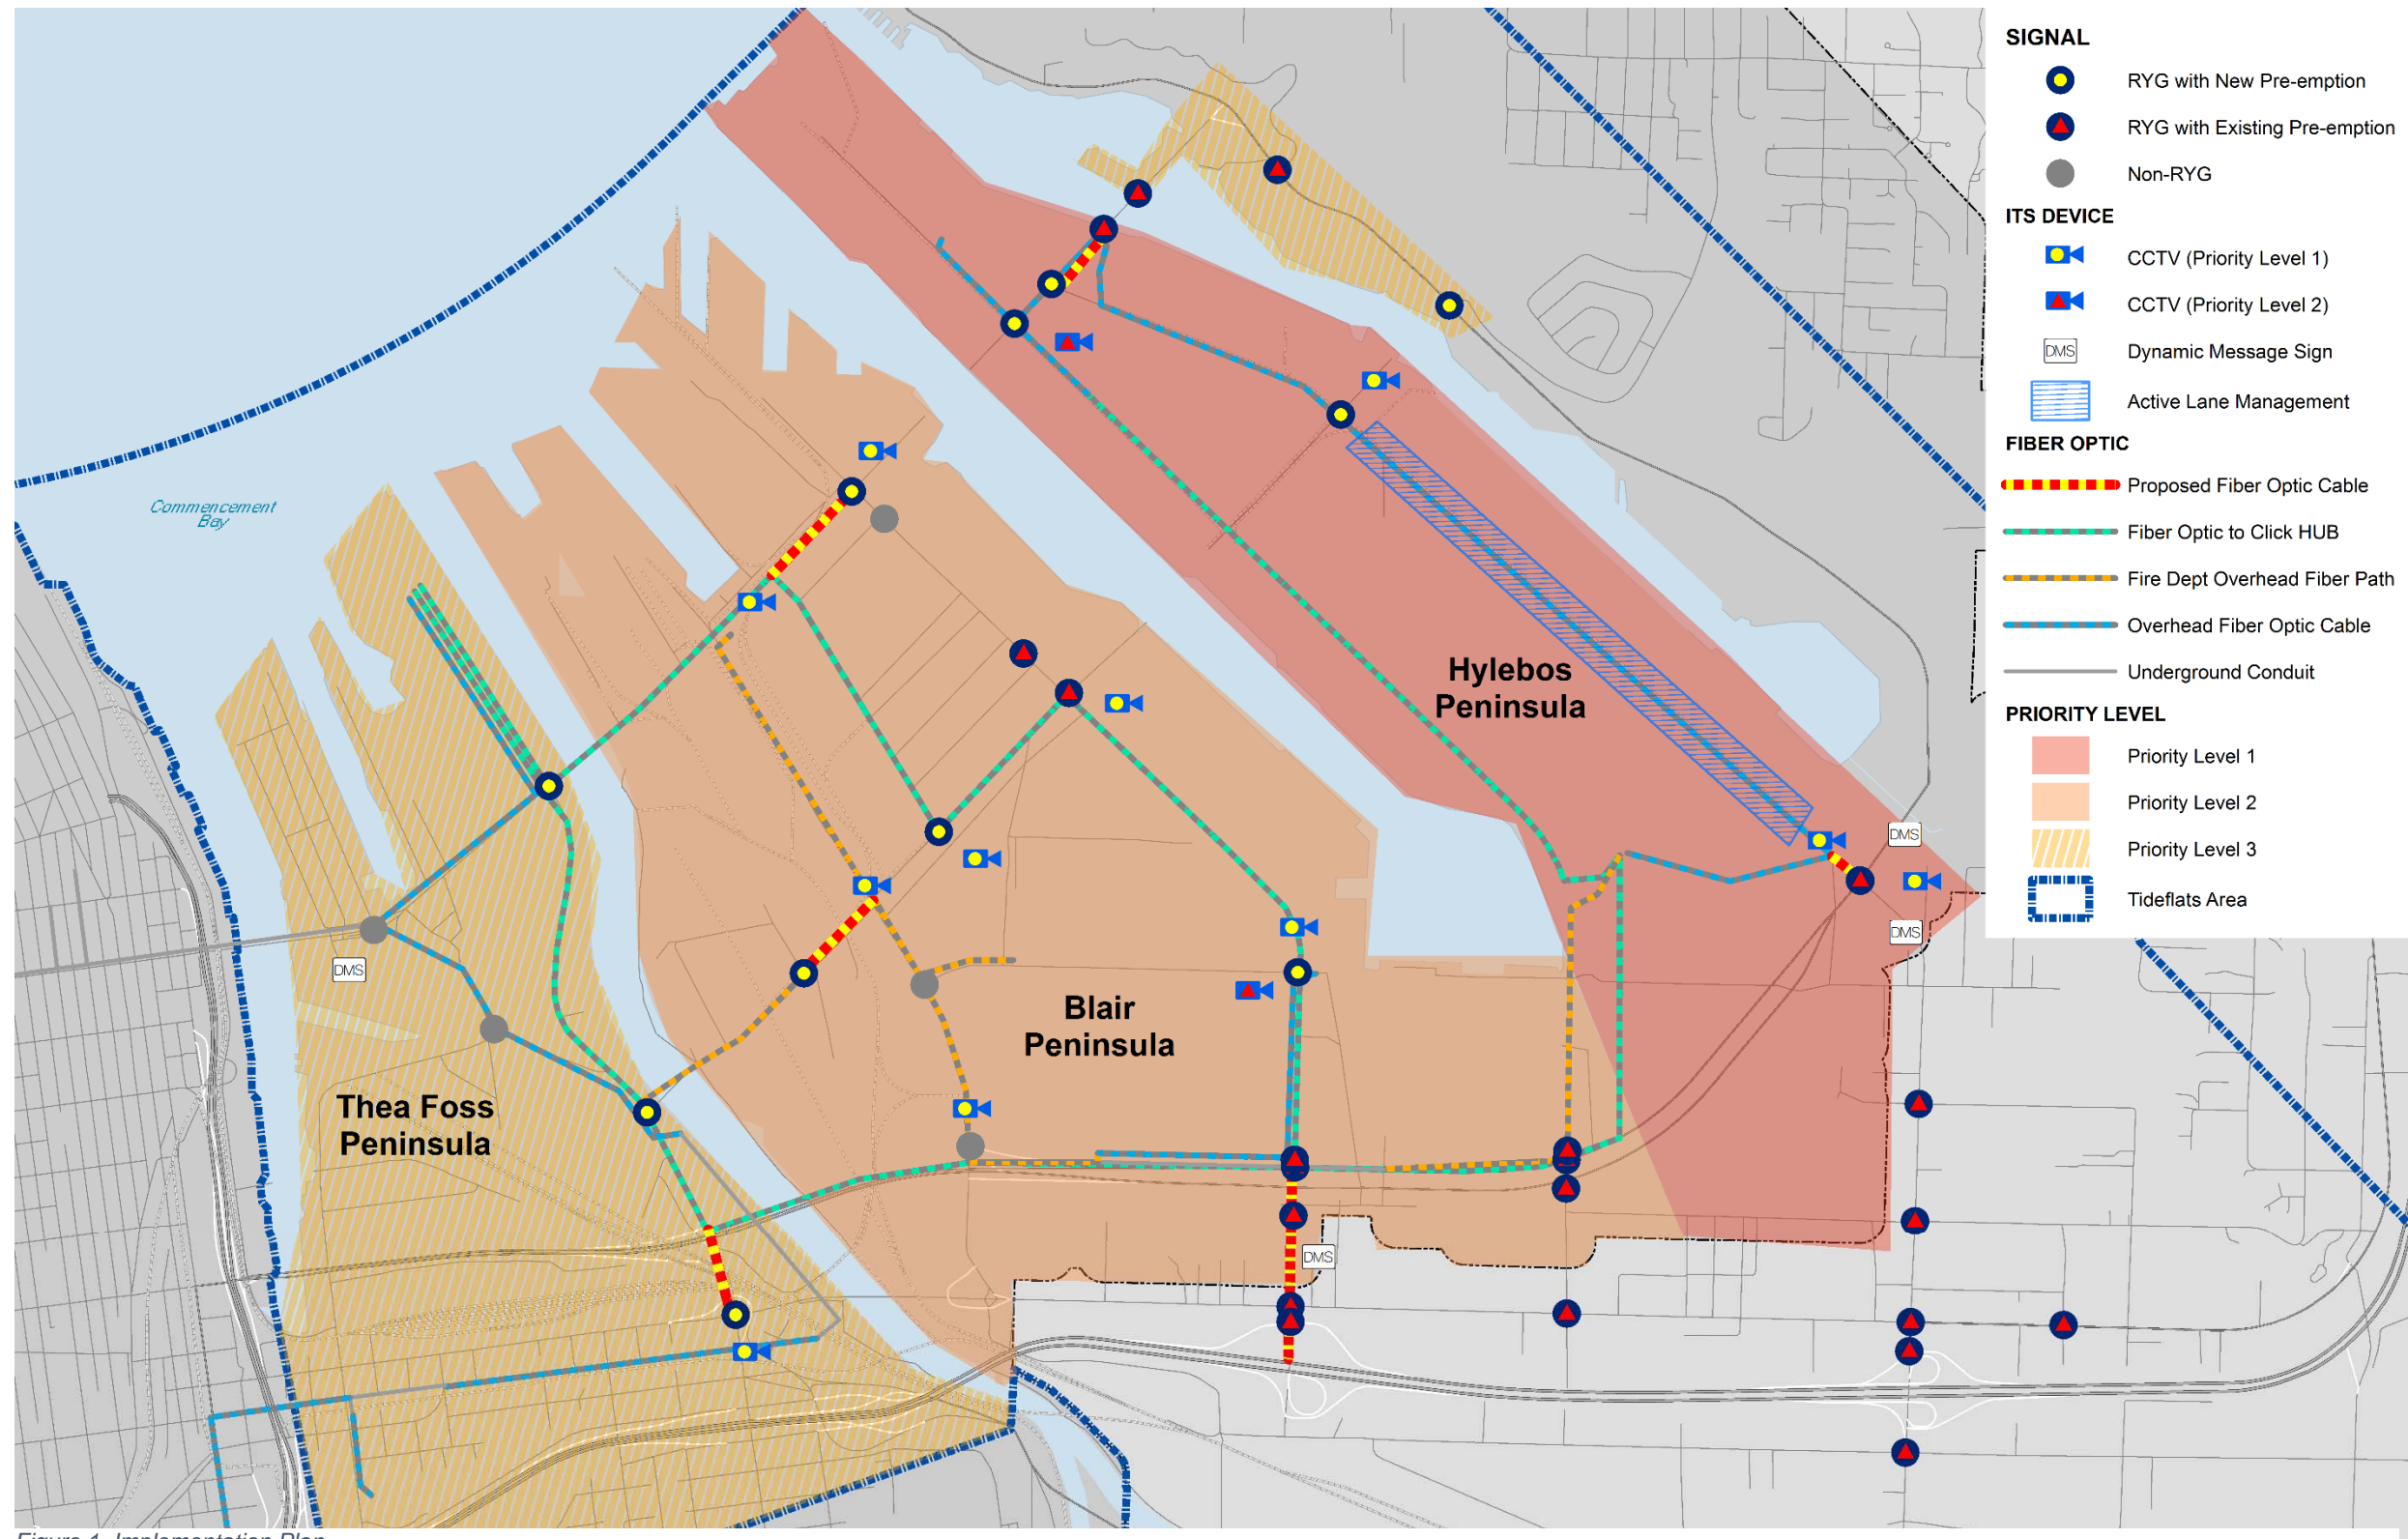 SIGNAL
RYG with New Pre-emption
RYG with Existing Pre-emption
Non-RYG
ITS DEVICE
CCTV (Priority Level 1)
CCTV (Priority Level 2)
DMS
Dynamic Message Sign
Active Lane Management
FIBER OPTIC
Proposed Fiber Optic Cable
Fiber Optic to Click HUB
Fire Dept Overhead Fiber Path
Overhead Fiber Optic Cable
Underground Conduit
PRIORITY LEVEL
Priority Level 1
Priority Level 2
Priority Level 3
Tideflats Area
Commencement
Bay
Hylebos
Peninsula
DMS
DMS
DMS
Blair
Peninsula
Thea Foss
Peninsula
DMS
Figure 1. Implementation Plan